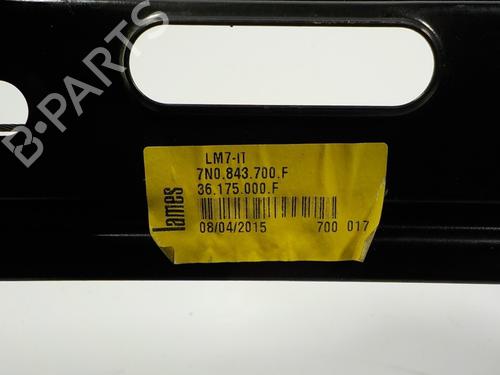 B-PARTS
LM7-IT
7N0.843.700.F
36.175.000.F
lames
08/04/2015 700 017